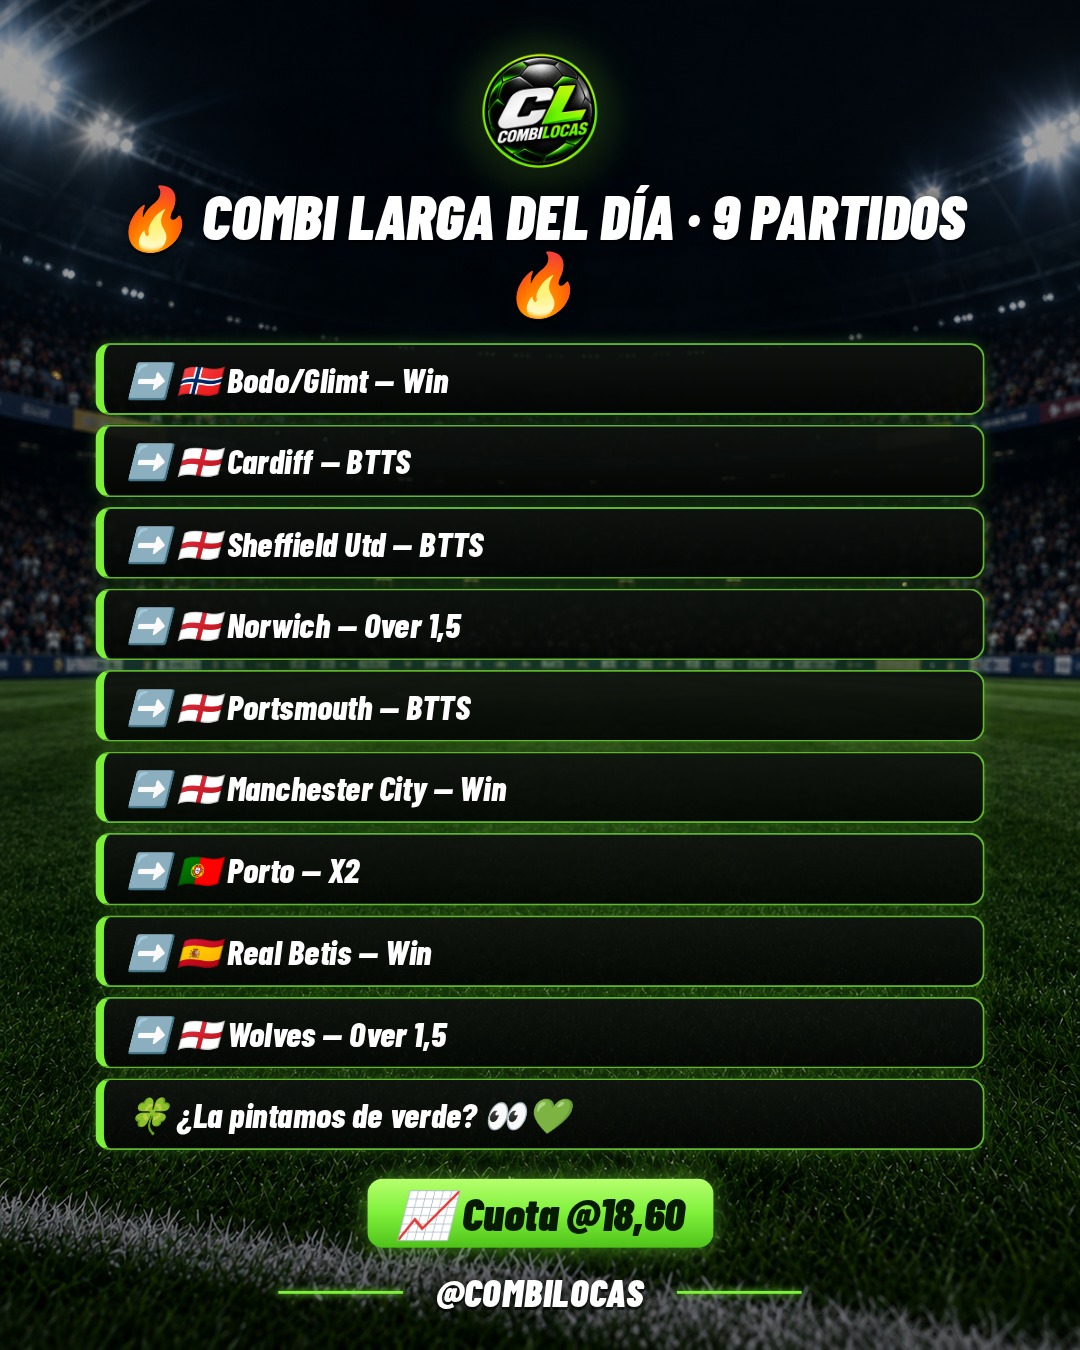 CL
COMBILOCAS
🔥 COMBI LARGA DEL DÍA · 9 PARTIDOS
🔥
➡️ 🇳🇴 Bodo/Glimt – Win
➡️ 🏴󠁧󠁢󠁥󠁮󠁧󠁿 Cardiff – BTTS
➡️ 🏴󠁧󠁢󠁥󠁮󠁧󠁿 Sheffield Utd – BTTS
➡️ 🏴󠁧󠁢󠁥󠁮󠁧󠁿 Norwich – Over 1,5
➡️ 🏴󠁧󠁢󠁥󠁮󠁧󠁿 Portsmouth – BTTS
➡️ 🏴󠁧󠁢󠁥󠁮󠁧󠁿 Manchester City – Win
➡️ 🇵🇹 Porto – X2
➡️ 🇪🇸 Real Betis – Win
➡️ 🏴󠁧󠁢󠁥󠁮󠁧󠁿 Wolves – Over 1,5
🍀 ¿La pintamos de verde? 👀💚
📈 Cuota @18,60
@COMBILOCAS